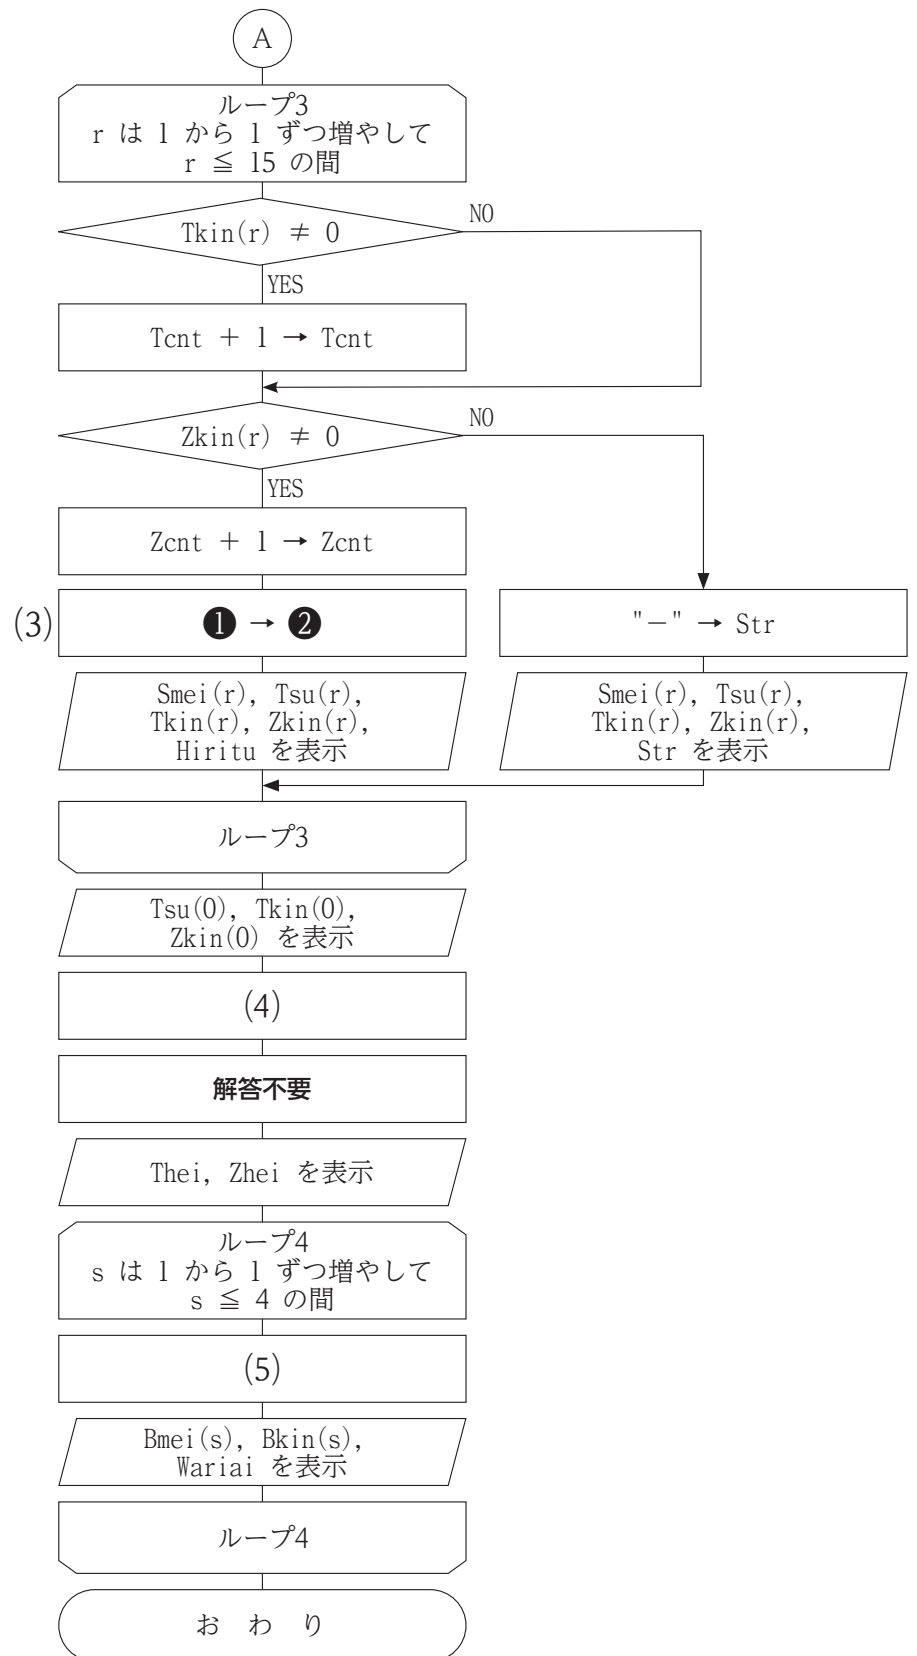 A
ループ3
r は 1 から 1 ずつ増やして
r ≦ 15 の間
Tkin(r) ≠ 0
NO
YES
Tcnt + 1 → Tcnt
Zkin(r) ≠ 0
NO
YES
Zcnt + 1 → Zcnt
(3)
❶ → ❷
"－" → Str
Smei(r), Tsu(r),
Tkin(r), Zkin(r),
Hiritu を表示
Smei(r), Tsu(r),
Tkin(r), Zkin(r),
Str を表示
ループ3
Tsu(0), Tkin(0),
Zkin(0) を表示
(4)
解答不要
Thei, Zhei を表示
ループ4
s は 1 から 1 ずつ増やして
s ≦ 4 の間
(5)
Bmei(s), Bkin(s),
Wariai を表示
ループ4
お わ り